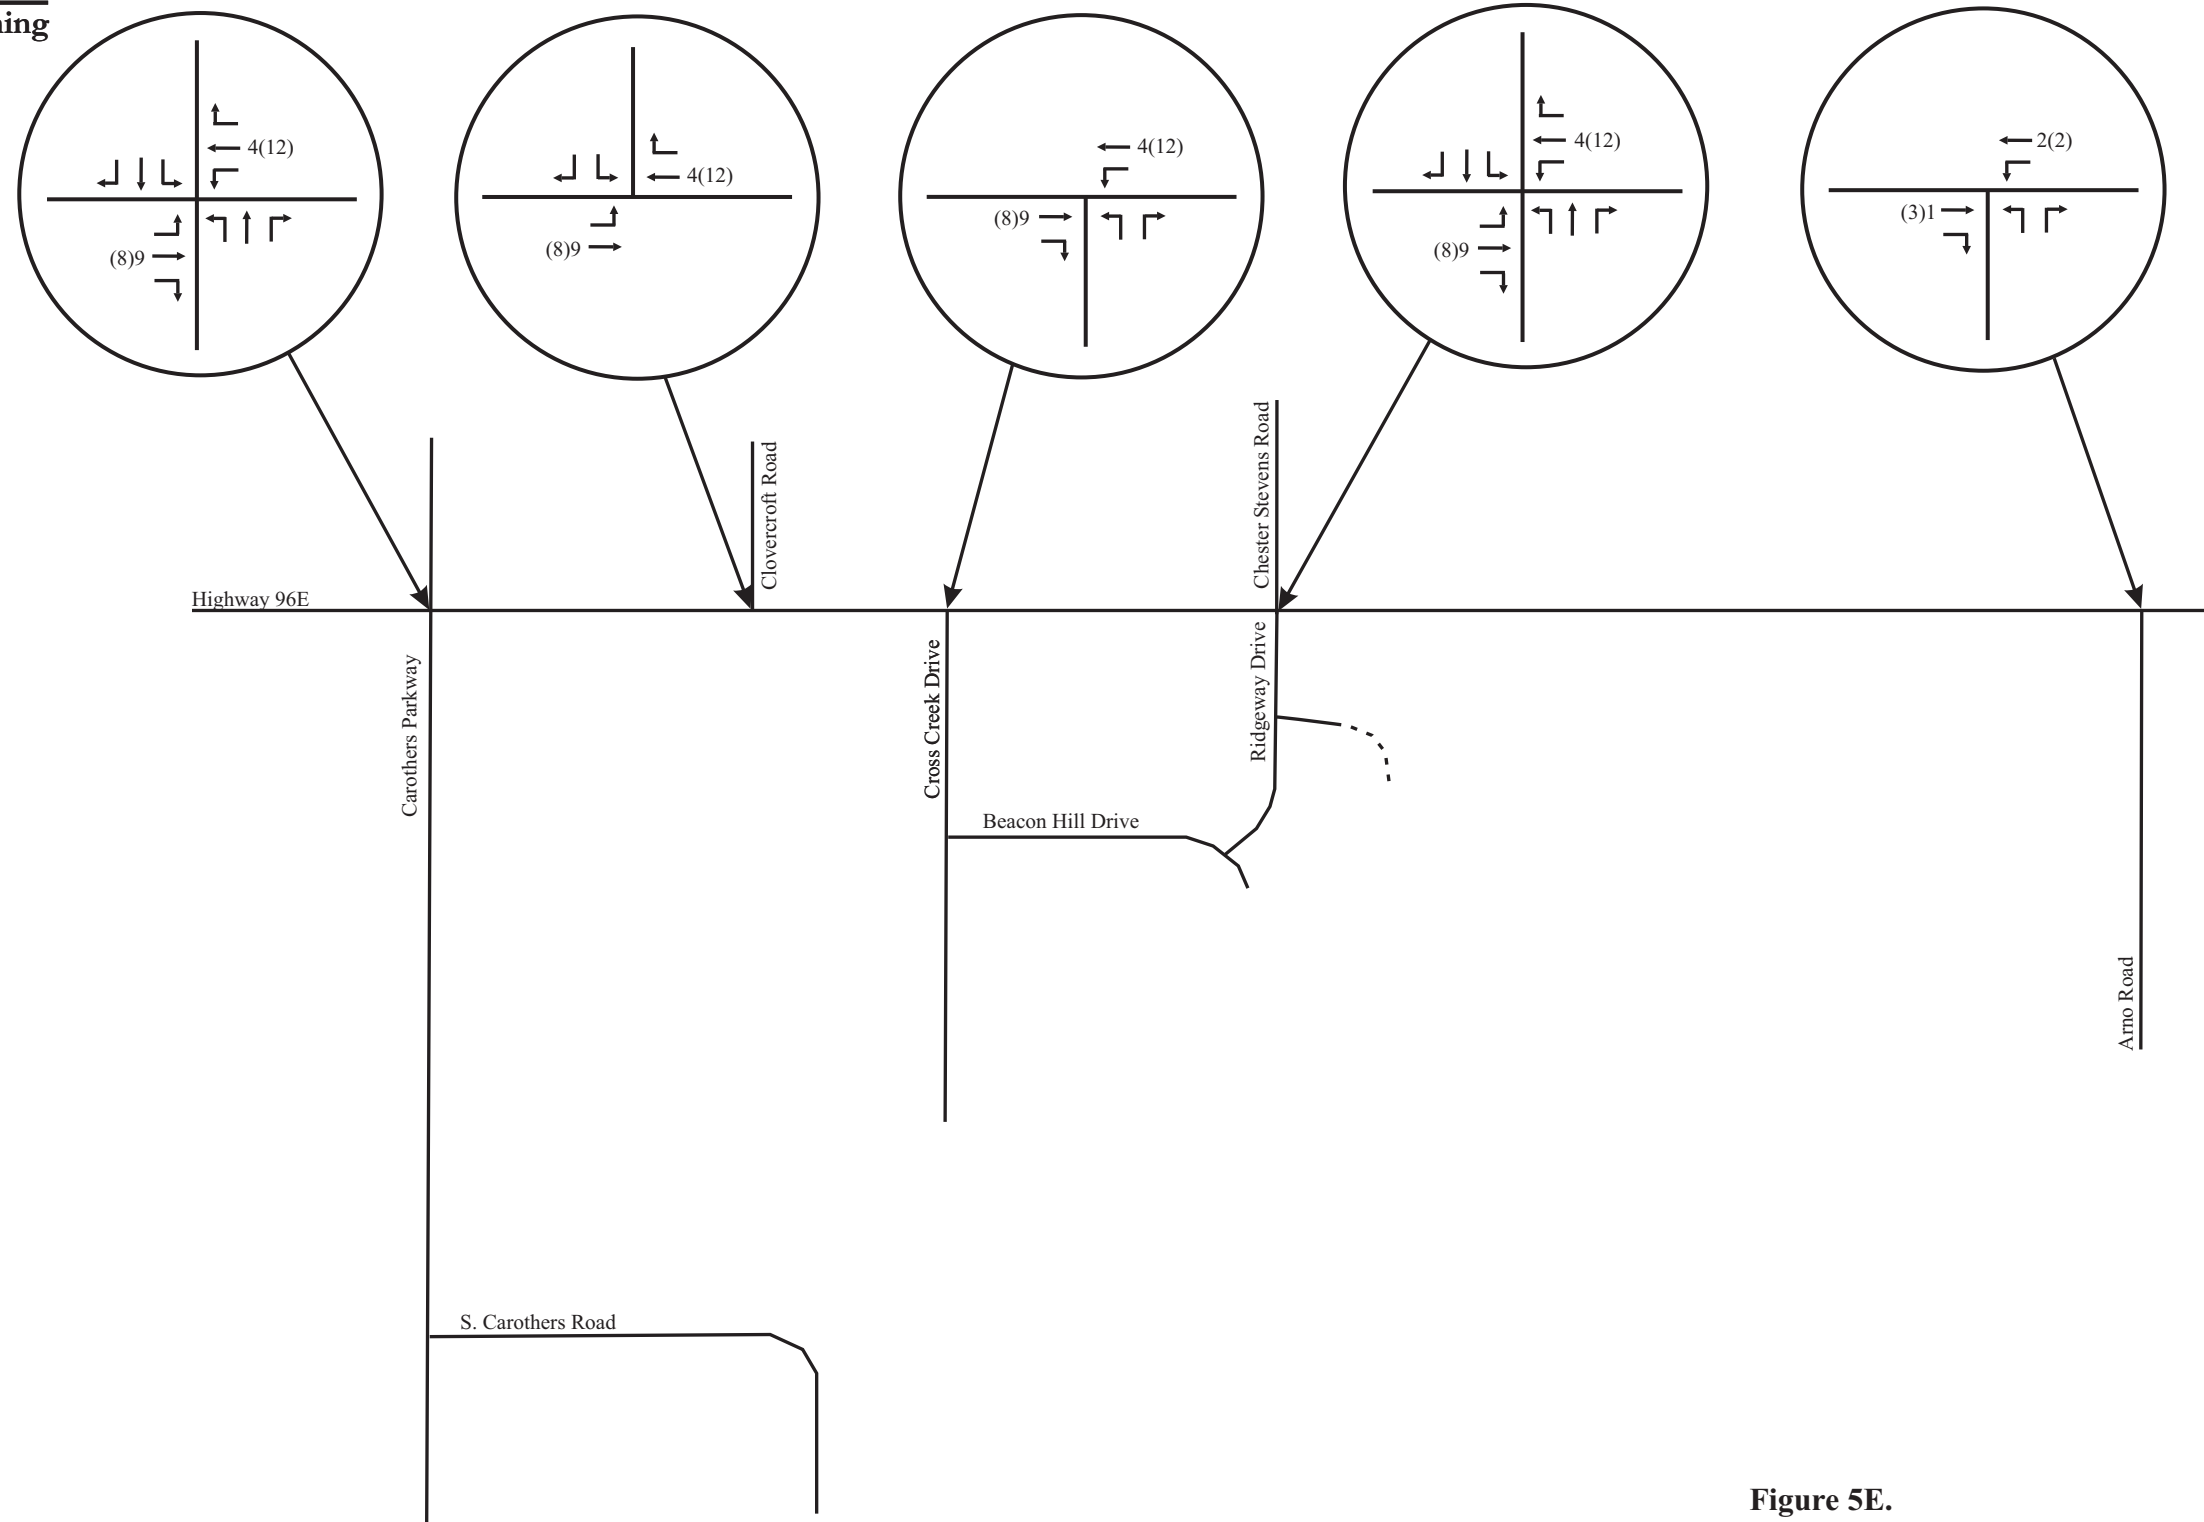 4(12)
(8)9
4(12)
(8)9
4(12)
(8)9
4(12)
(8)9
2(2)
(3)1
Clovercroft Road
Chester Stevens Road
Highway 96E
Carothers Parkway
Cross Creek Drive
Ridgeway Drive
Beacon Hill Drive
Arno Road
S. Carothers Road
Figure 5E.